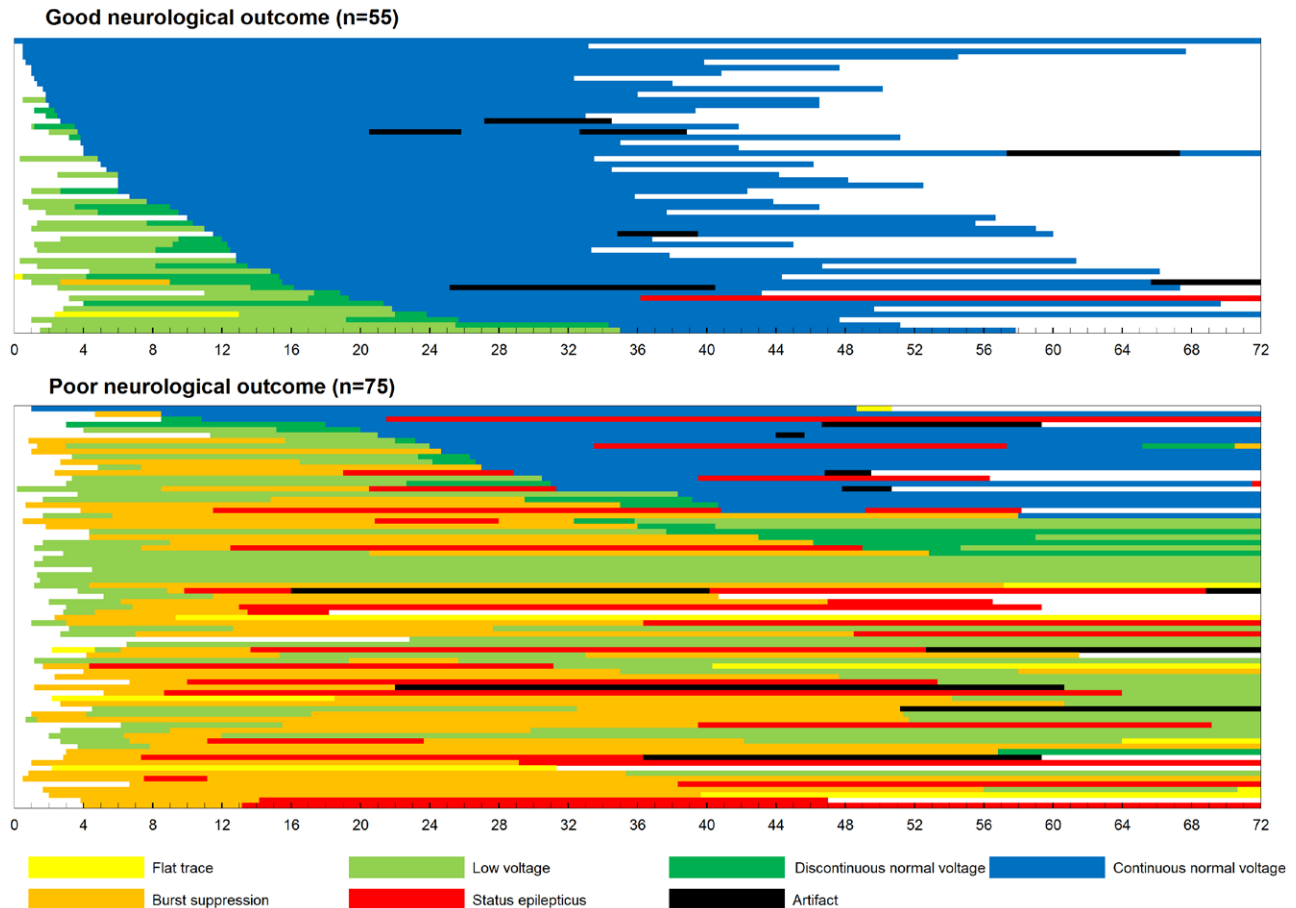 Good neurological outcome (n=55)
0 4 8 12 16 20 24 28 32 36 40 44 48 52 56 60 64 68 72
Poor neurological outcome (n=75)
0 4 8 12 16 20 24 28 32 36 40 44 48 52 56 60 64 68 72
Flat trace Low voltage Discontinuous normal voltage Continuous normal voltage
Burst suppression Status epilepticus Artifact